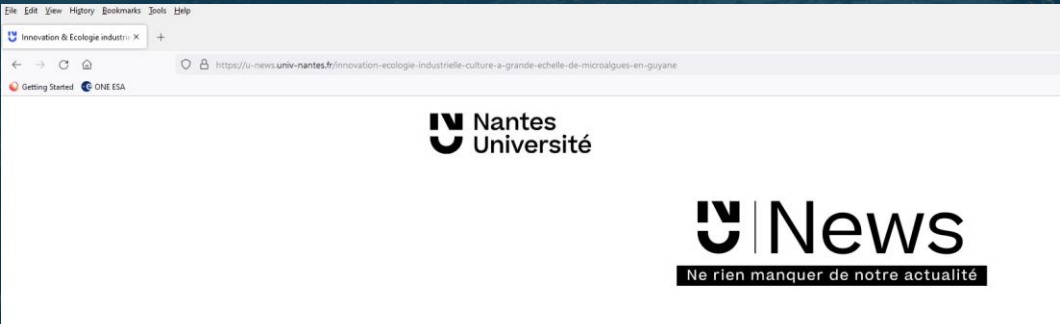 File Edit View History Bookmarks Tools Help
Innovation & Ecologie industrie
https://u-news.univ-nantes.fr/innovation-ecologie-industrielle-culture-a-grande-echelle-de-microalgues-en-guyane
Getting Started ONE ESA
Nantes
Université
News
Ne rien manquer de notre actualité